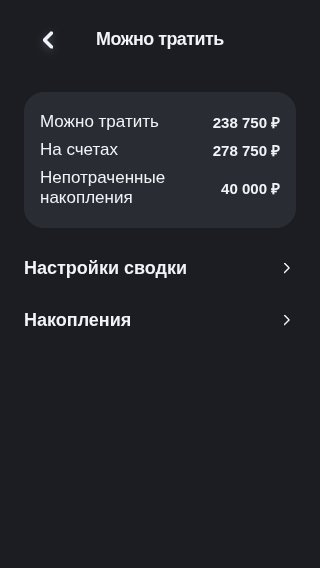 Можно тратить
Можно тратить 238 750 ₽
На счетах 278 750 ₽
Непотраченные
накопления 40 000 ₽
Настройки сводки
Накопления